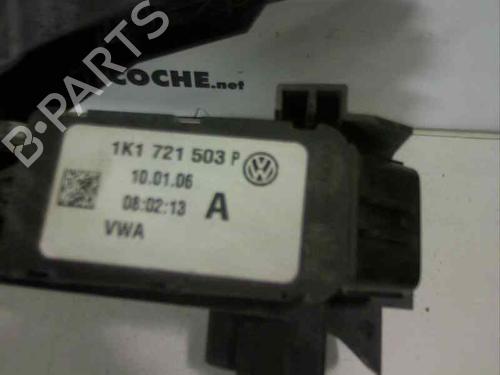 B-PARTS
COCHE.net
1K1 721 503 P
10.01.06
08:02:13 A
VWA